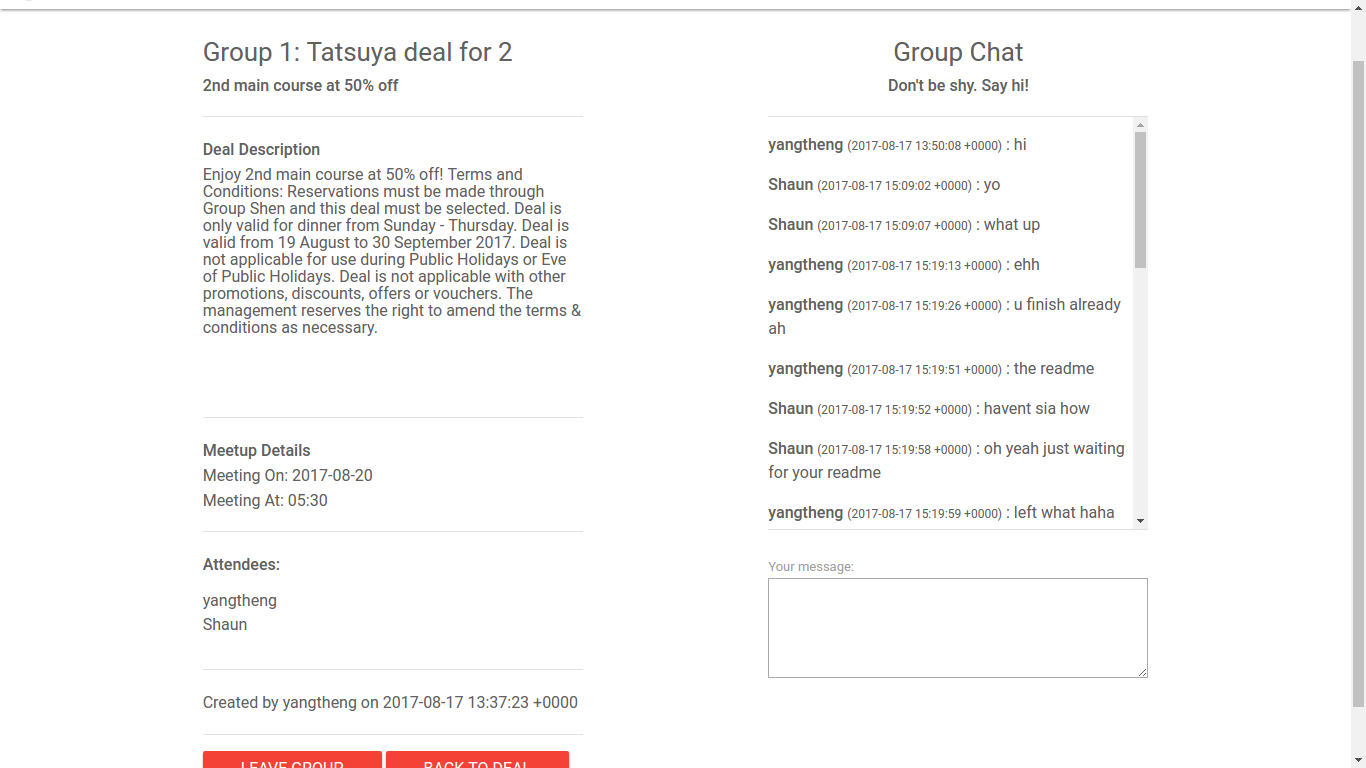 Group 1: Tatsuya deal for 2
2nd main course at 50% off
Deal Description
Enjoy 2nd main course at 50% off! Terms and
Conditions: Reservations must be made through
Group Shen and this deal must be selected. Deal is
only valid for dinner from Sunday - Thursday. Deal is
valid from 19 August to 30 September 2017. Deal is
not applicable for use during Public Holidays or Eve
of Public Holidays. Deal is not applicable with other
promotions, discounts, offers or vouchers. The
management reserves the right to amend the terms &
conditions as necessary.
Meetup Details
Meeting On: 2017-08-20
Meeting At: 05:30
Attendees:
yangtheng
Shaun
Created by yangtheng on 2017-08-17 13:37:23 +0000
LEAVE GROUP
BACK TO DEAL
Group Chat
Don't be shy. Say hi!
yangtheng (2017-08-17 13:50:08 +0000) : hi
Shaun (2017-08-17 15:09:02 +0000) : yo
Shaun (2017-08-17 15:09:07 +0000) : what up
yangtheng (2017-08-17 15:19:13 +0000) : ehh
yangtheng (2017-08-17 15:19:26 +0000) : u finish already
ah
yangtheng (2017-08-17 15:19:51 +0000) : the readme
Shaun (2017-08-17 15:19:52 +0000) : havent sia how
Shaun (2017-08-17 15:19:58 +0000) : oh yeah just waiting
for your readme
yangtheng (2017-08-17 15:19:59 +0000) : left what haha
Your message: